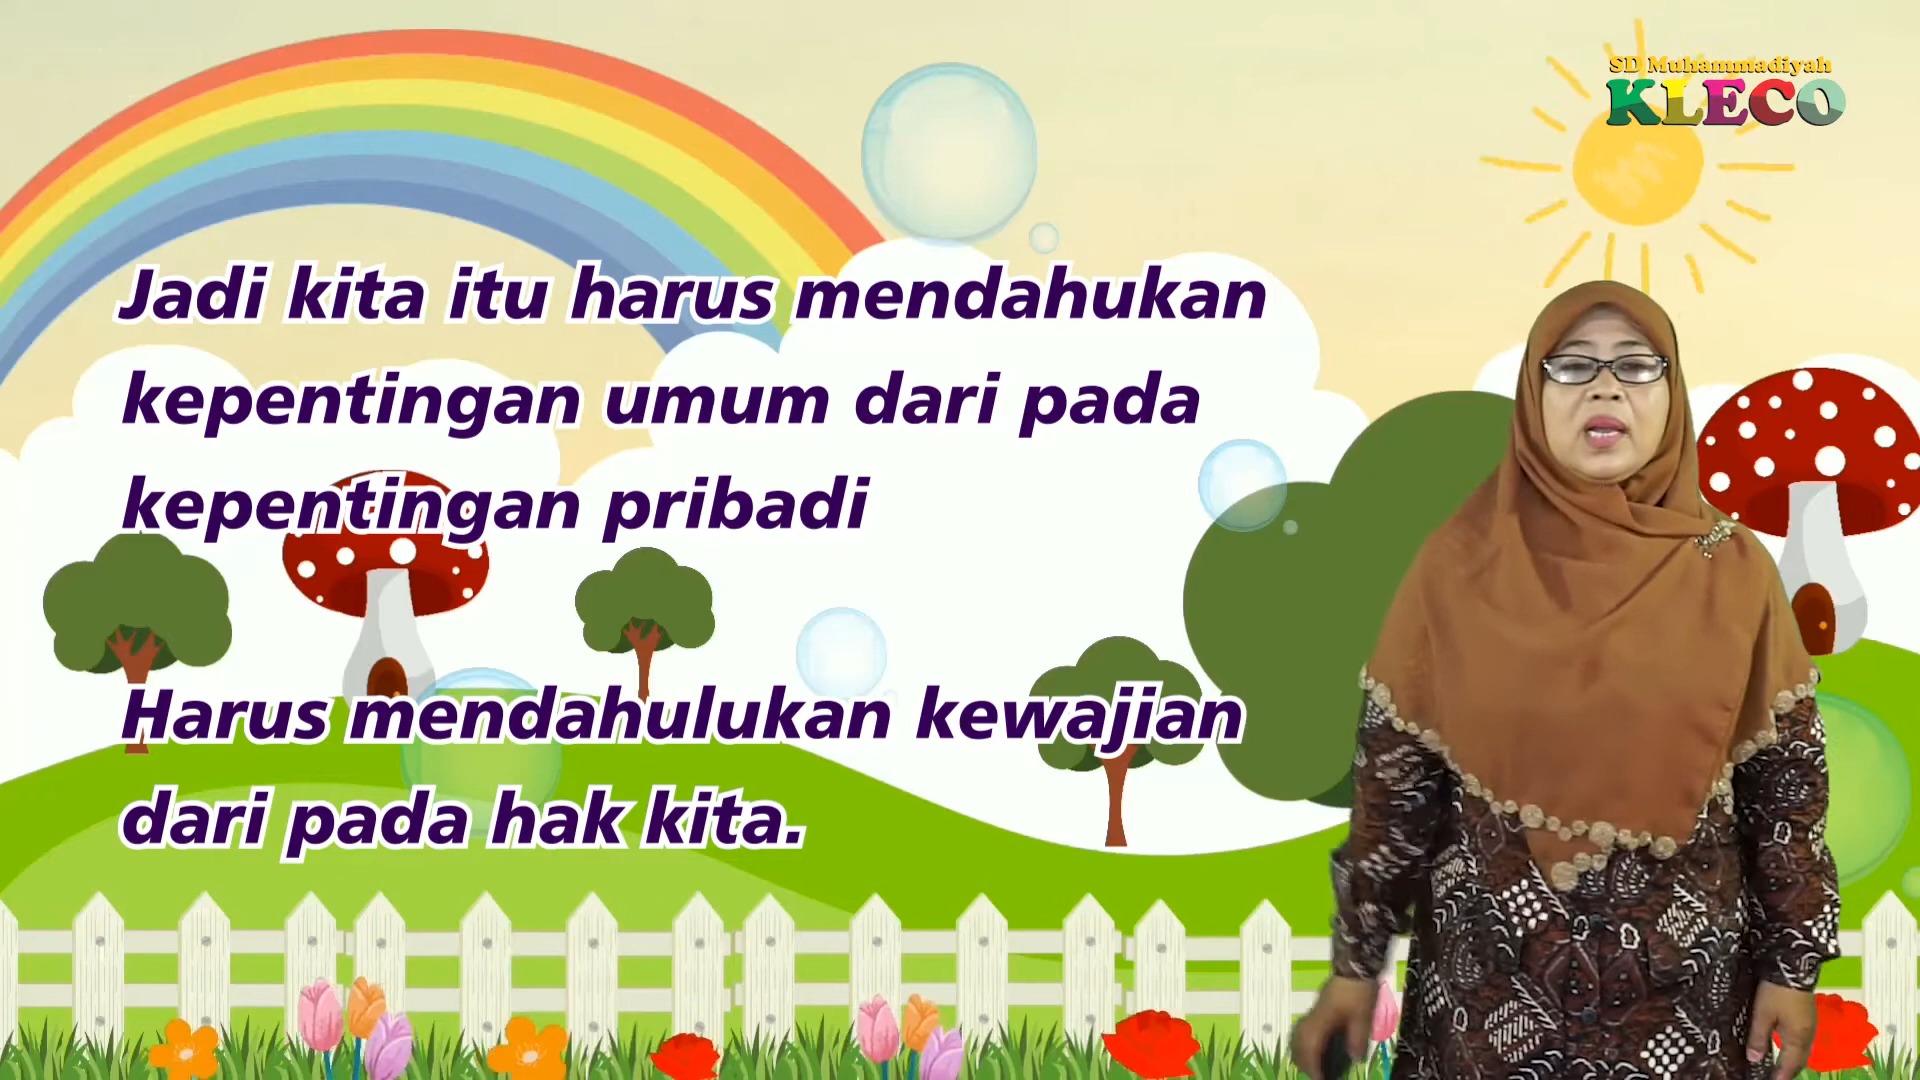 SD Muhammadiyah
KLECO
Jadi kita itu harus mendahukan
kepentingan umum dari pada
kepentingan pribadi
Harus mendahulukan kewajian
dari pada hak kita.